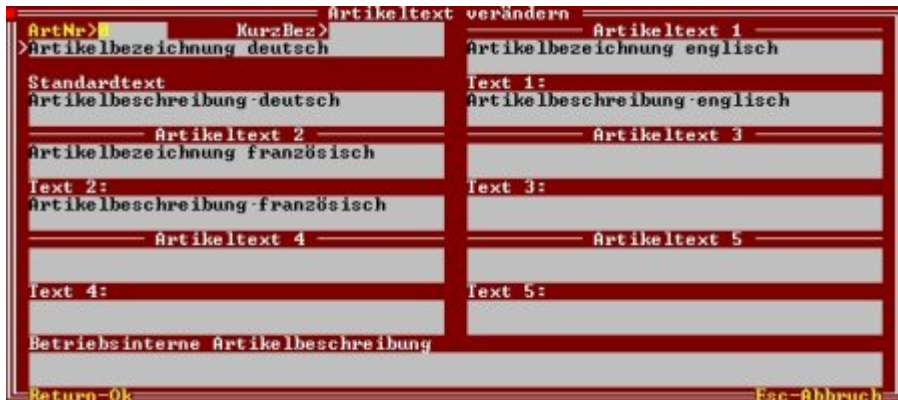 Artikeltext verändern
ArtNr> KurzBez>
>Artikelbezeichnung deutsch
Standardtext
Artikelbeschreibung·deutsch
Artikeltext 1
Artikelbezeichnung englisch
Text 1:
Artikelbeschreibung·englisch
Artikeltext 2
Artikelbezeichnung französisch
Text 2:
Artikelbeschreibung·französisch
Artikeltext 3
Text 3:
Artikeltext 4
Text 4:
Artikeltext 5
Text 5:
Betriebsinterne Artikelbeschreibung
Return-Ok
Esc-Abbruch